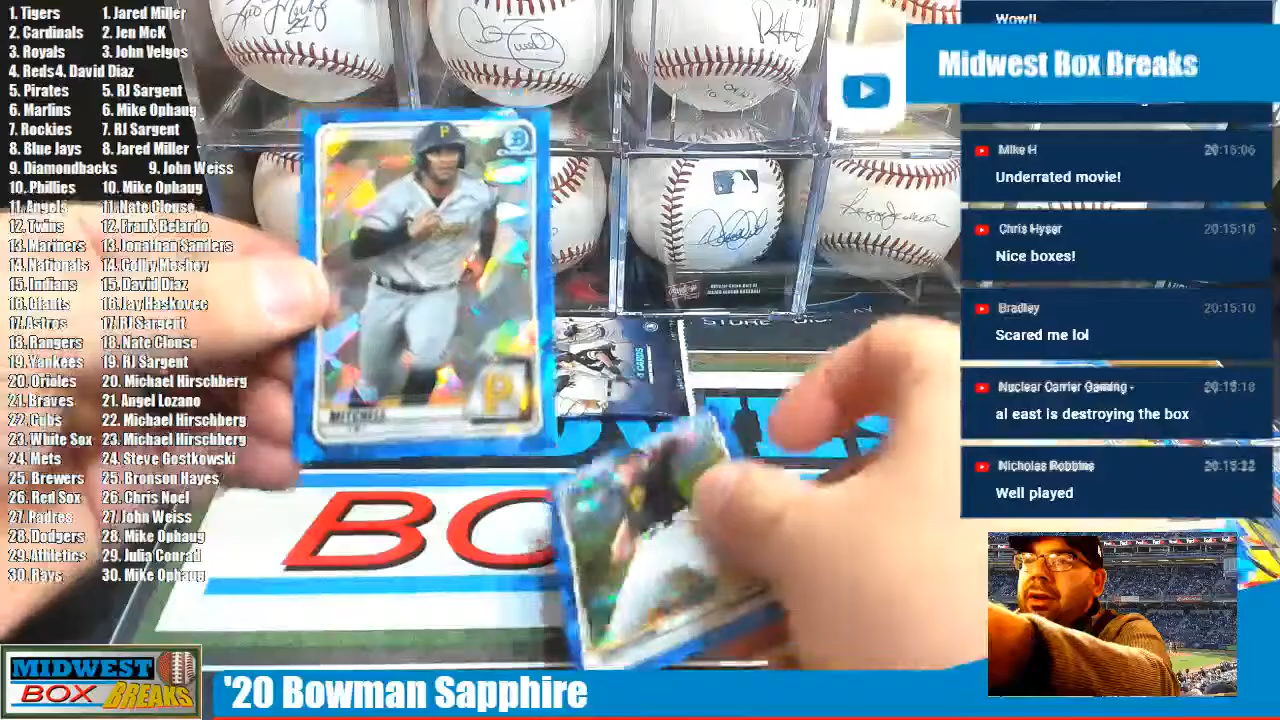 1. Tigers 1. Jared Miller
2. Cardinals 2. Jen McK
3. Royals 3. John Velgos
4. Reds 4. David Diaz
5. Pirates 5. RJ Sargent
6. Marlins 6. Mike Ophaug
7. Rockies 7. RJ Sargent
8. Blue Jays 8. Jared Miller
9. Diamondbacks 9. John Weiss
10. Phillies 10. Mike Ophaug
11. Angels 11. Nate Clouse
12. Twins 12. Frank Belardo
13. Mariners 13. Jonathan Sanders
14. Nationals 14. Colby Moshey
15. Indians 15. David Diaz
16. Giants 16. Jay Haskovec
17. Astros 17. RJ Sargent
18. Rangers 18. Nate Clouse
19. Yankees 19. RJ Sargent
20. Orioles 20. Michael Hirschberg
21. Braves 21. Angel Lozano
22. Cubs 22. Michael Hirschberg
23. White Sox 23. Michael Hirschberg
24. Mets 24. Steve Gostkowski
25. Brewers 25. Bronson Hayes
26. Red Sox 26. Chris Noel
27. Padres 27. John Weiss
28. Dodgers 28. Mike Ophaug
29. Athletics 29. Julia Conrad
30. Rays 30. Mike Ophaug
P
MITCHELL
P
BO
Wow!!
Midwest Box Breaks
Mike H 20:15:06
Underrated movie!
Chris Hyser 20:15:10
Nice boxes!
Bradley 20:15:10
Scared me lol
Nuclear Carrier Gaming - 20:15:18
al east is destroying the box
Nicholas Robbins 20:15:22
Well played
MIDWEST
BOX BREAKS
'20 Bowman Sapphire